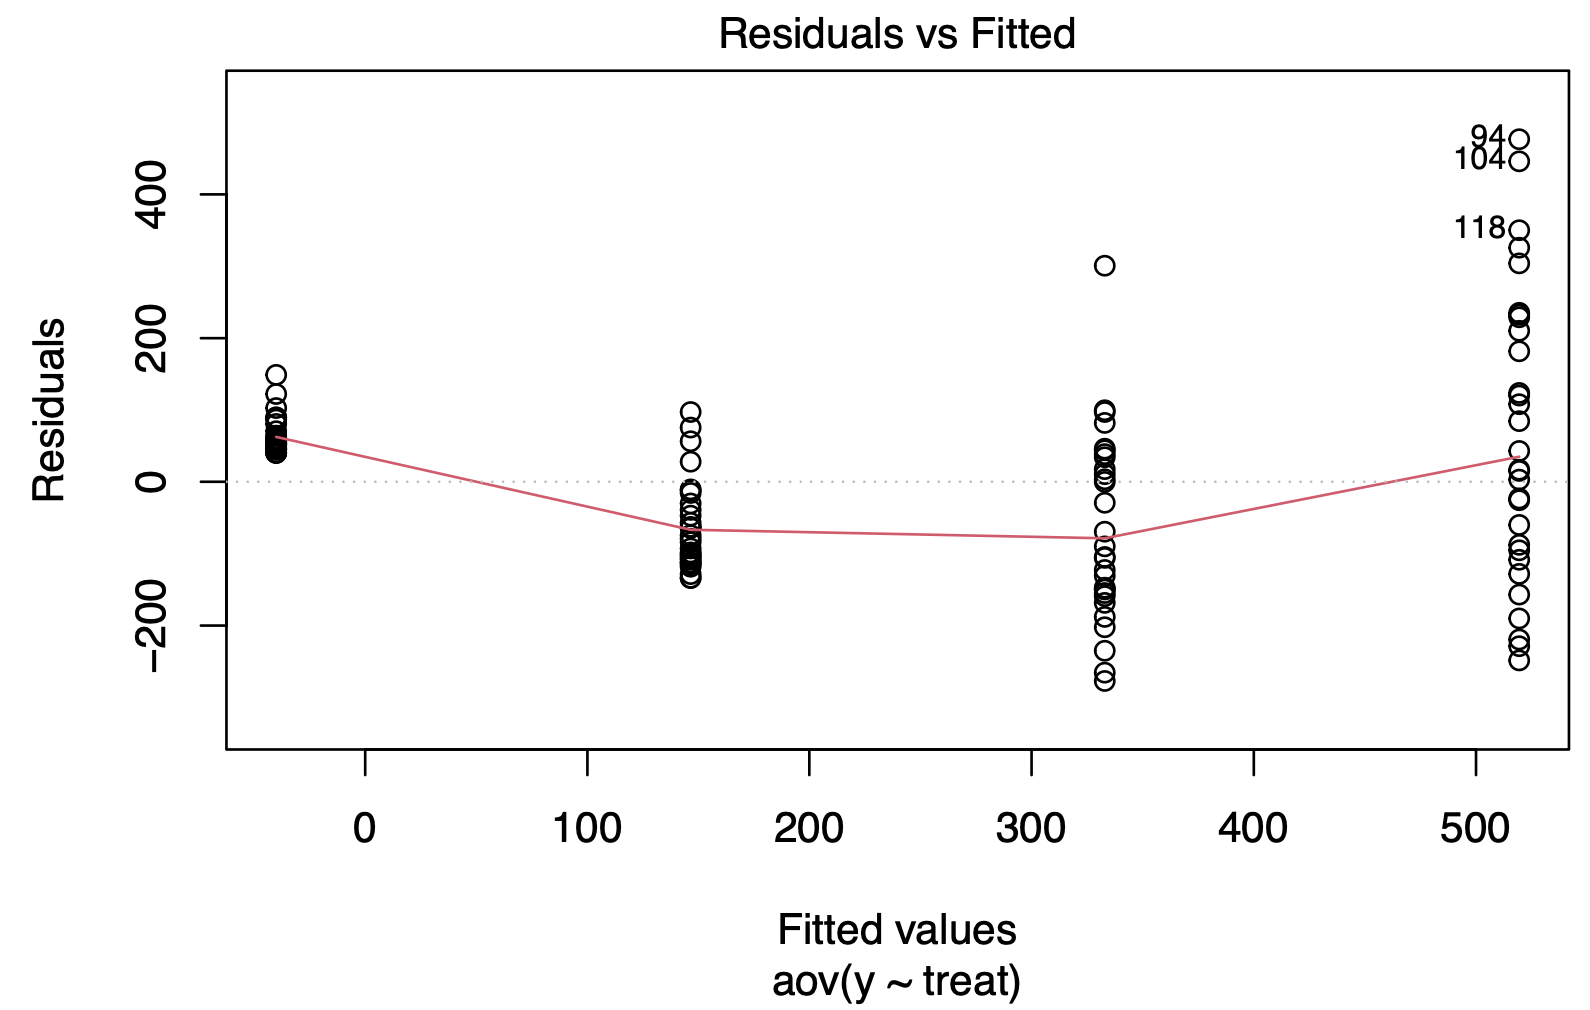 Residuals vs Fitted
Residuals
400
200
0
−200
94
104
118
0 100 200 300 400 500
Fitted values
aov(y ~ treat)